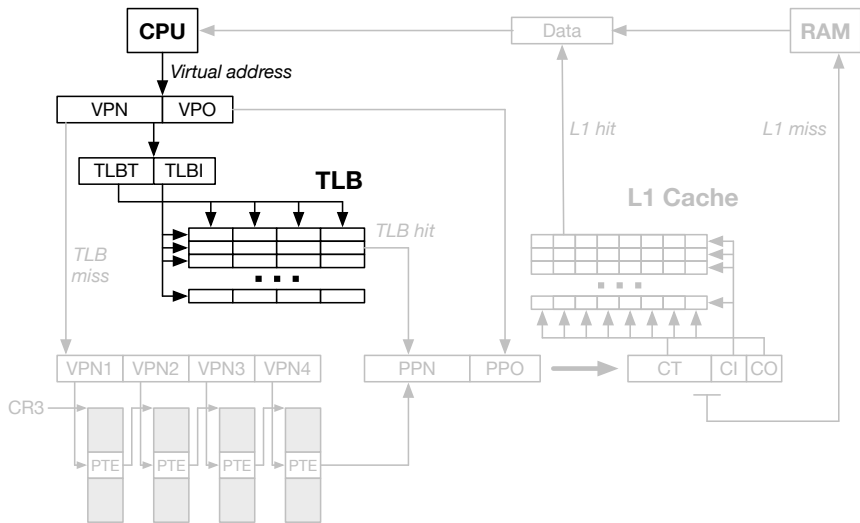 CPU
Data
RAM
Virtual address
VPN VPO
L1 hit
L1 miss
TLBT TLBI
TLB
L1 Cache
TLB hit
TLB
miss
...
...
VPN1 VPN2 VPN3 VPN4
PPN PPO
CT CI CO
CR3
PTE PTE PTE PTE